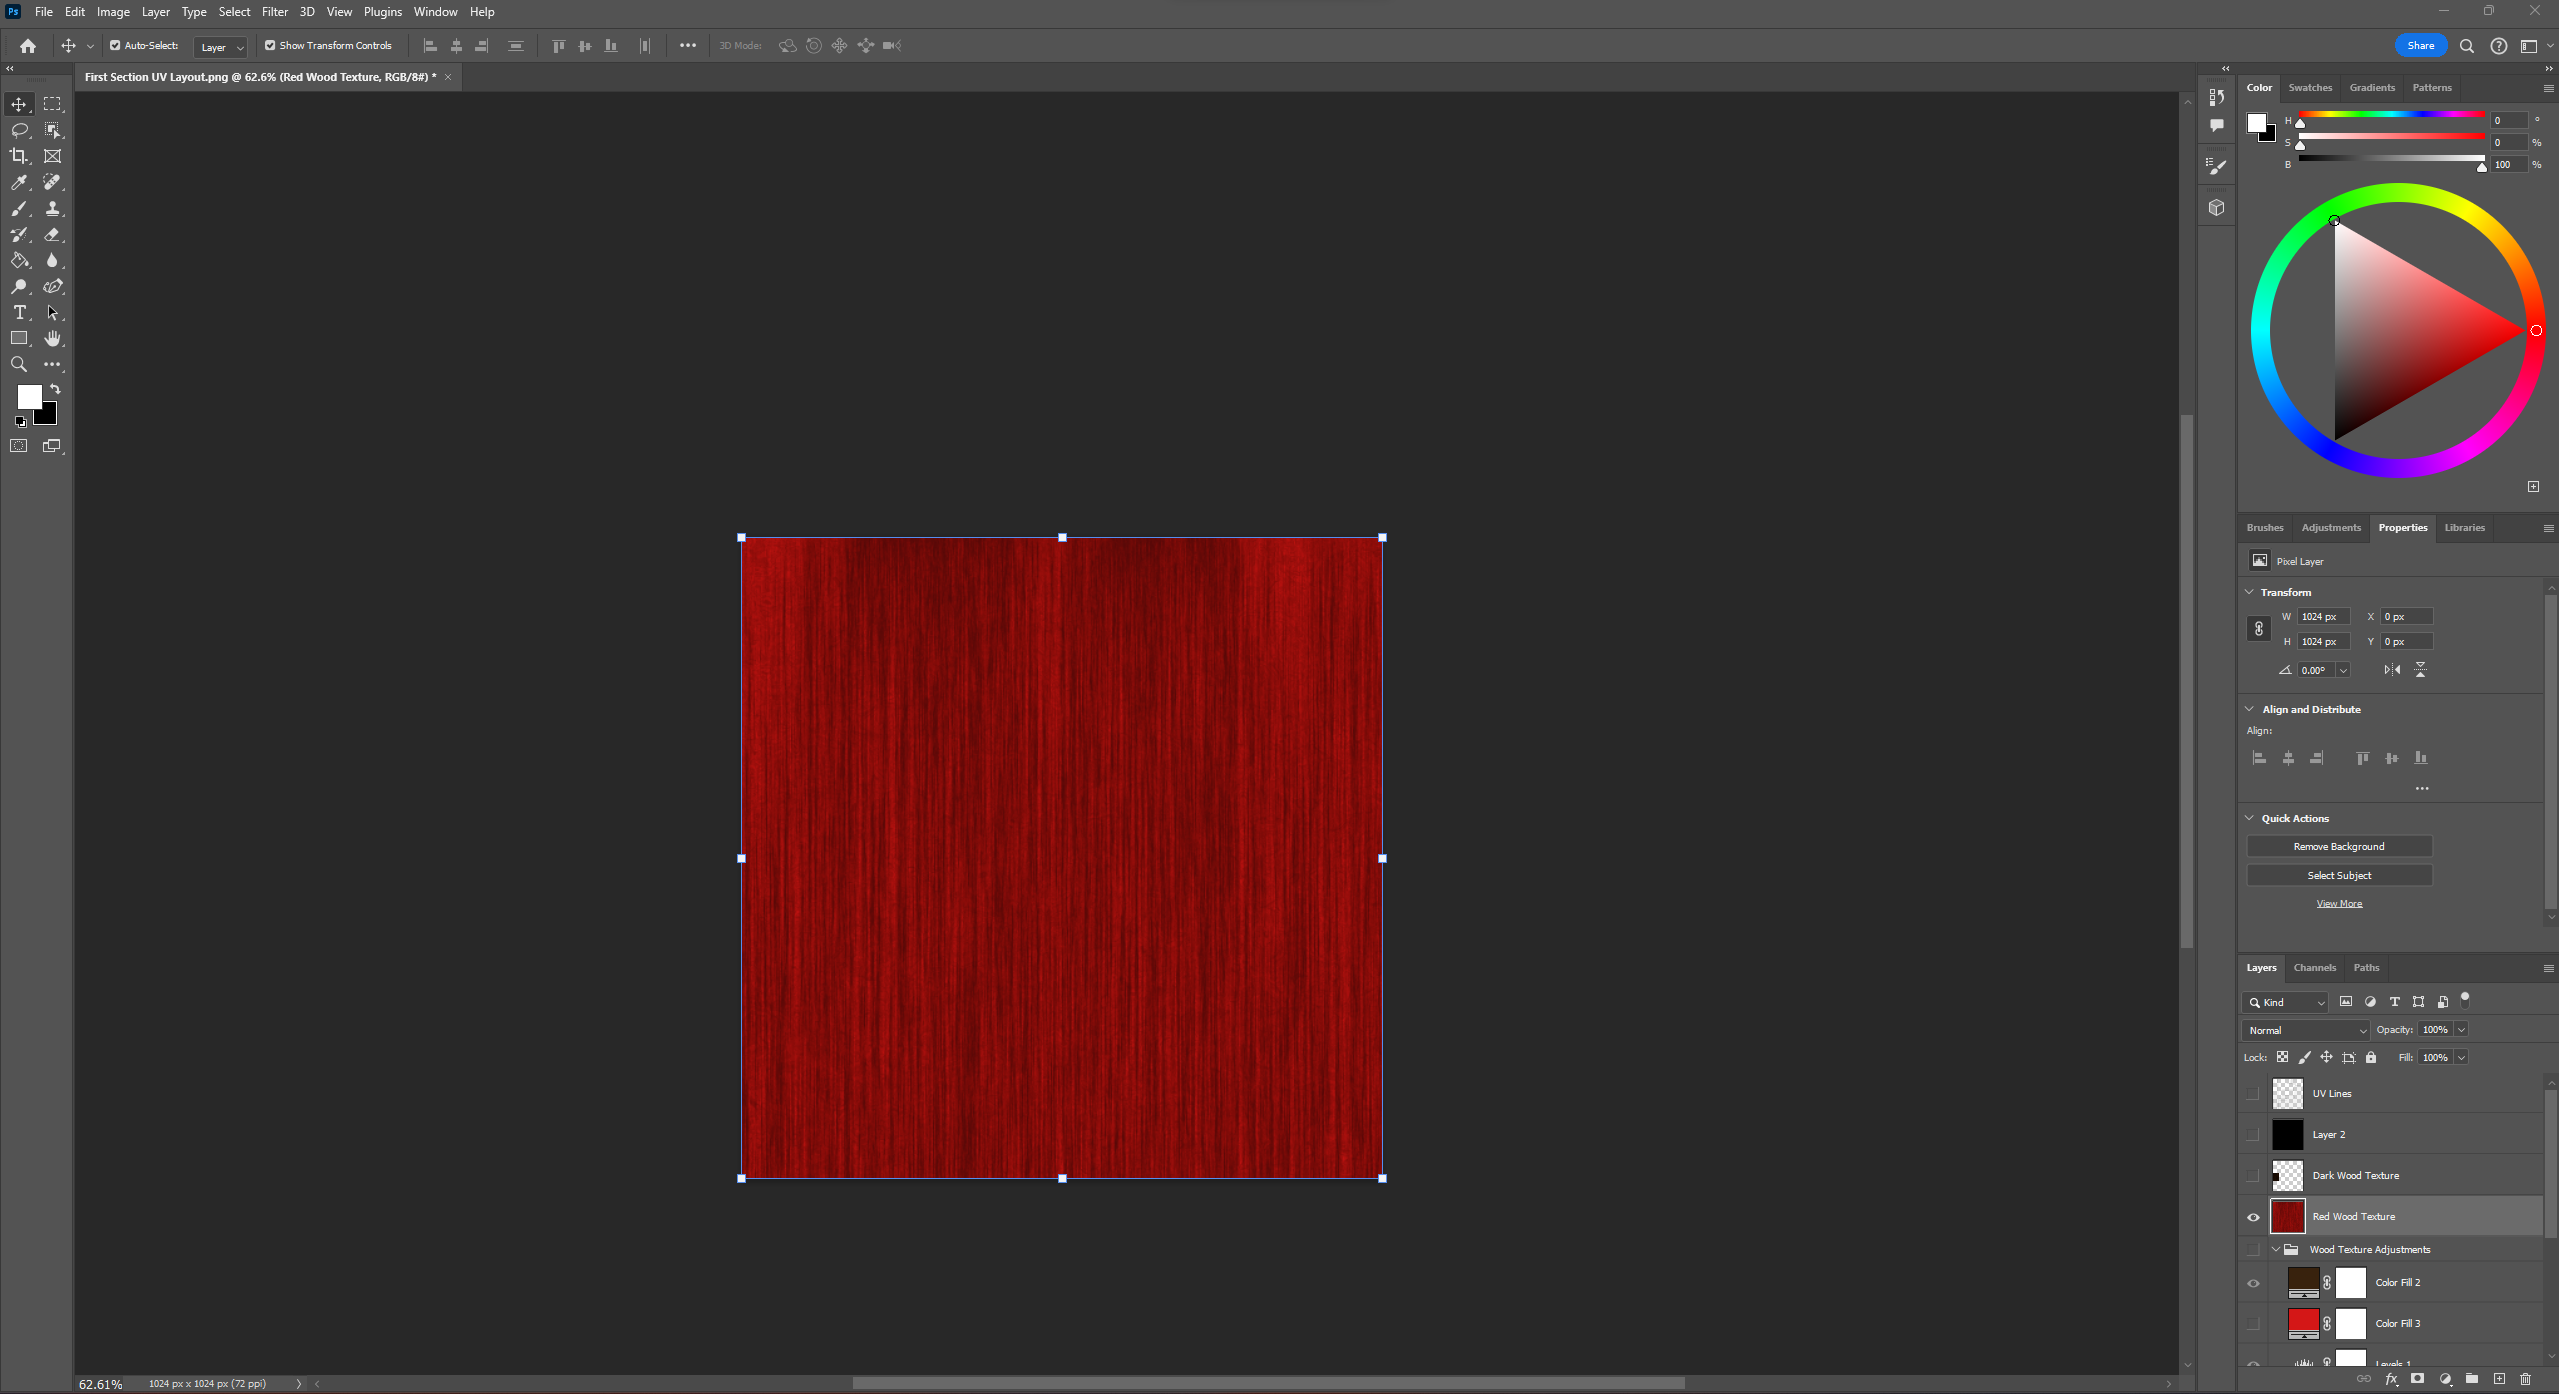 Ps File Edit Image Layer Type Select Filter 3D View Plugins Window Help
Auto-Select: Layer Show Transform Controls 3D Mode: Share
First Section UV Layout.png @ 62.6% (Red Wood Texture, RGB/8#) *
Color Swatches Gradients Patterns
H 0 °
S 0 %
B 100 %
Brushes Adjustments Properties Libraries
Pixel Layer
Transform
W 1024 px X 0 px
H 1024 px Y 0 px
0.00°
Align and Distribute
Align:
Quick Actions
Remove Background
Select Subject
View More
Layers Channels Paths
Kind
Normal Opacity: 100%
Lock: Fill: 100%
UV Lines
Layer 2
Dark Wood Texture
Red Wood Texture
Wood Texture Adjustments
Color Fill 2
Color Fill 3
Levels 1
fx
62.61% 1024 px x 1024 px (72 ppi)